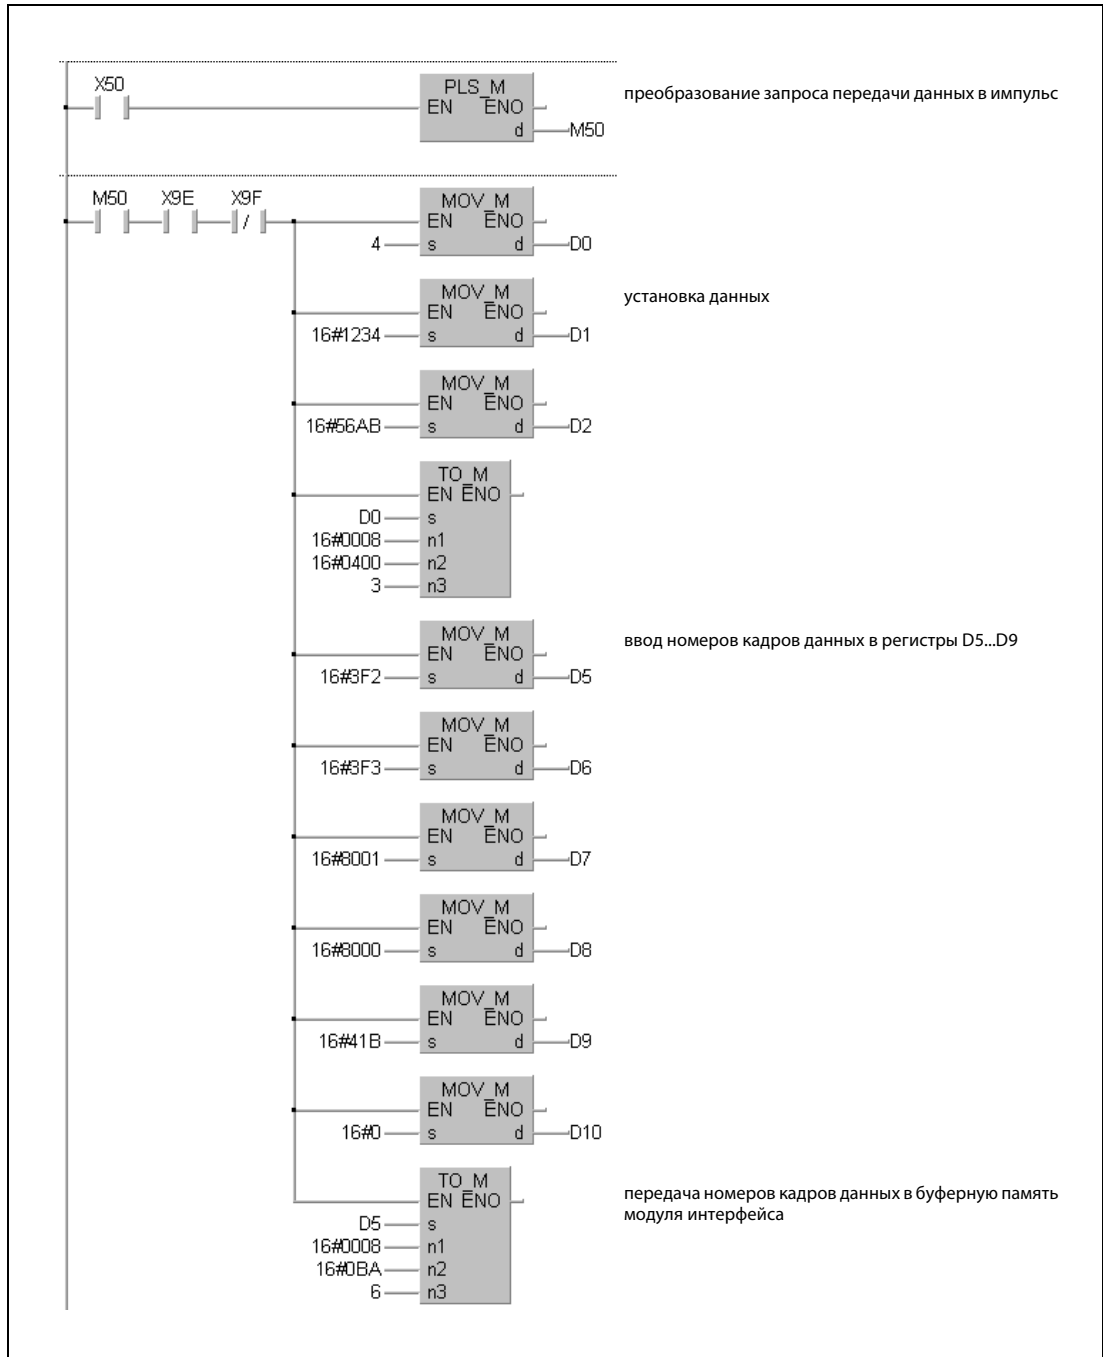 X50
PLS_M
EN ENO
d
M50
преобразование запроса передачи данных в импульс
M50 X9E X9F
MOV_M
EN ENO
4 s d D0
MOV_M
EN ENO
16#1234 s d D1
установка данных
MOV_M
EN ENO
16#56AB s d D2
TO_M
EN ENO
D0 s
16#0008 n1
16#0400 n2
3 n3
MOV_M
EN ENO
16#3F2 s d D5
ввод номеров кадров данных в регистры D5...D9
MOV_M
EN ENO
16#3F3 s d D6
MOV_M
EN ENO
16#8001 s d D7
MOV_M
EN ENO
16#8000 s d D8
MOV_M
EN ENO
16#41B s d D9
MOV_M
EN ENO
16#0 s d D10
TO_M
EN ENO
D5 s
16#0008 n1
16#0BA n2
6 n3
передача номеров кадров данных в буферную память
модуля интерфейса